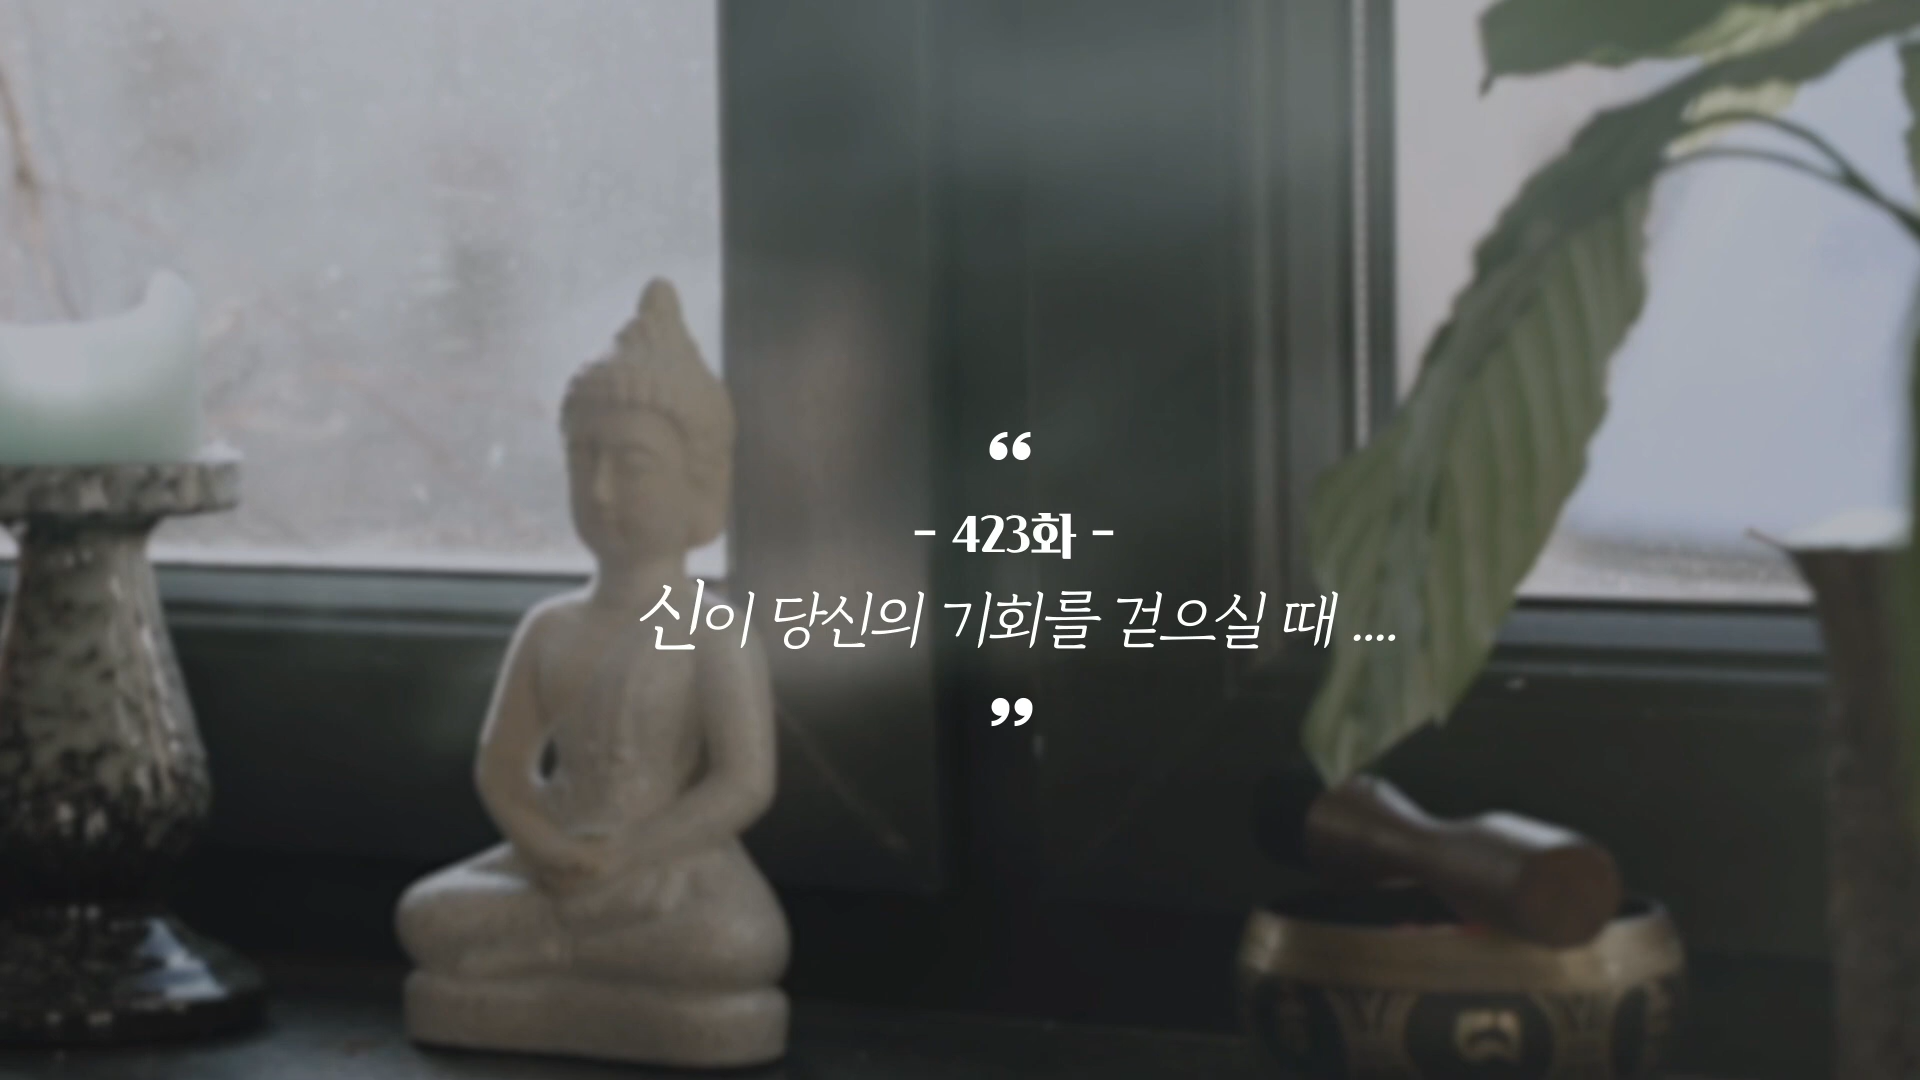 “
- 423화 -
신이 당신의 기회를 걷으실 때 ....
”